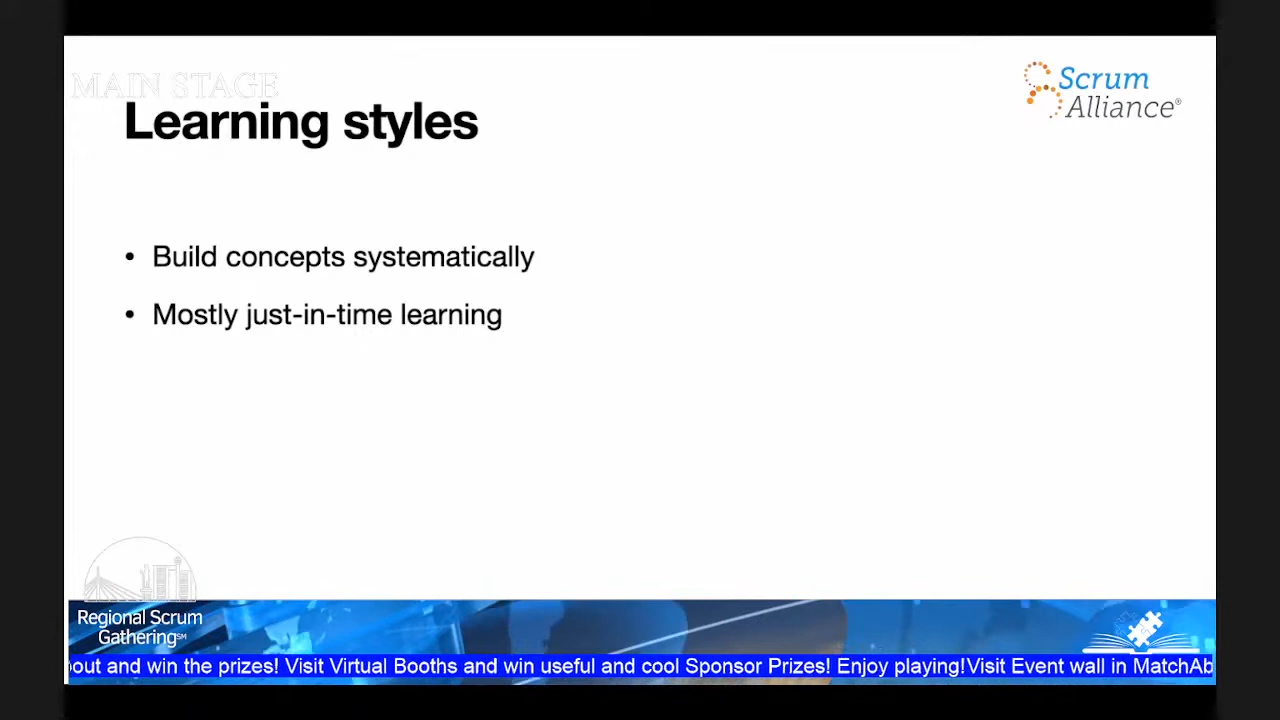 MAIN STAGE
Scrum
Alliance®
Learning styles
• Build concepts systematically
• Mostly just-in-time learning
Regional Scrum
Gathering℠
out and win the prizes! Visit Virtual Booths and win useful and cool Sponsor Prizes! Enjoy playing!Visit Event wall in MatchAb